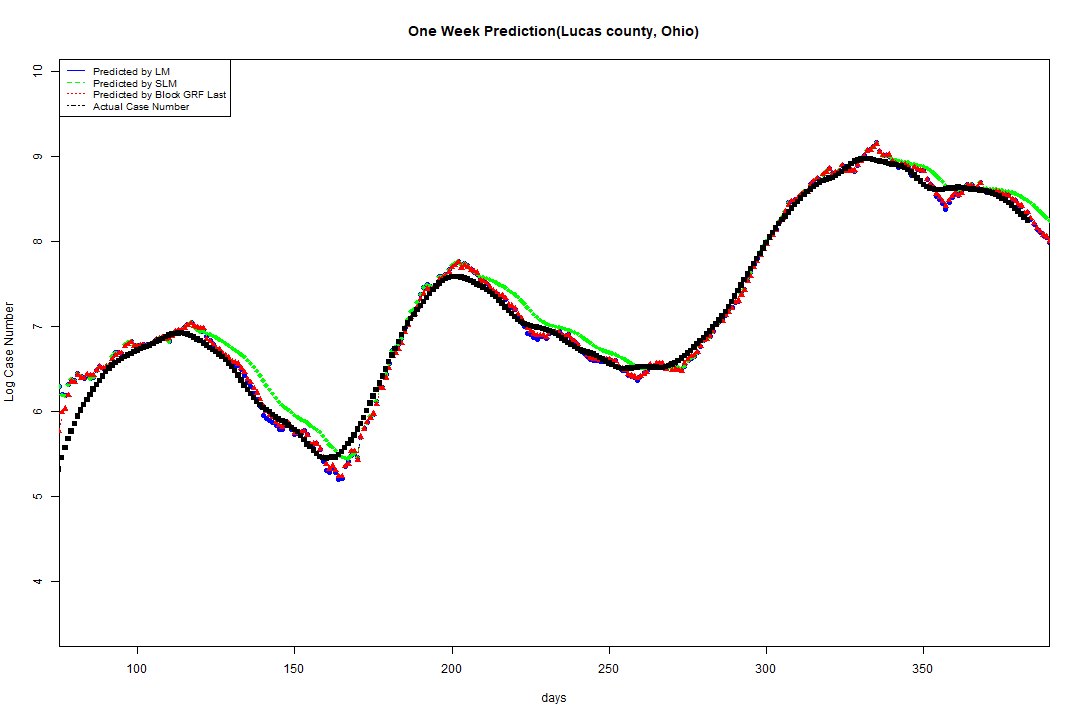 One Week Prediction(Lucas county, Ohio)
Predicted by LM
Predicted by SLM
Predicted by Block GRF Last
Actual Case Number
Log Case Number
10
9
8
7
6
5
4
100 150 200 250 300 350
days